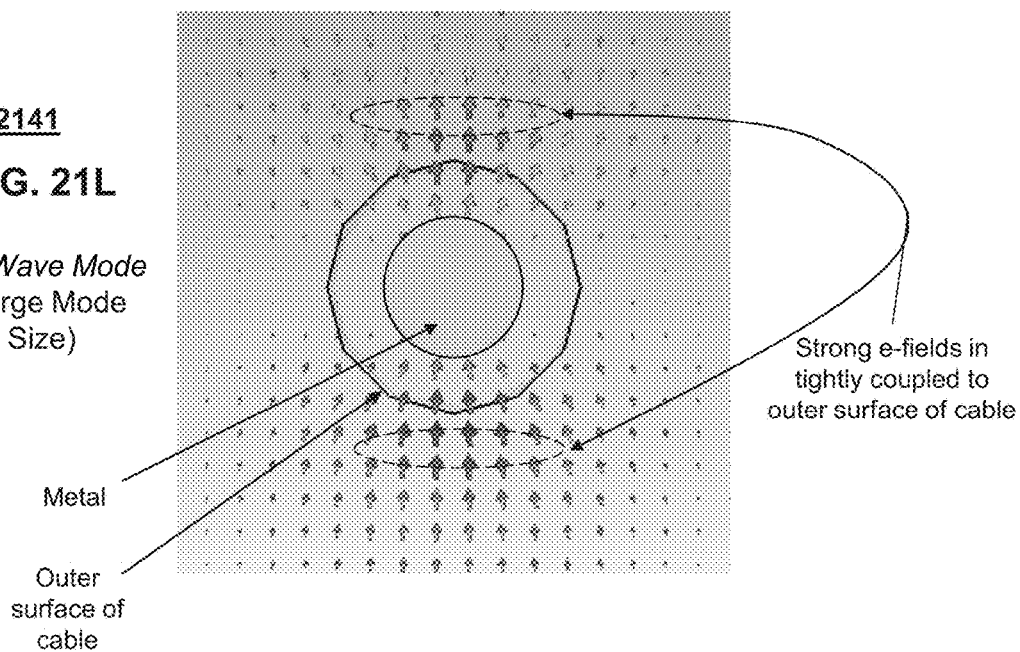 2141
G. 21L
Wave Mode
rge Mode
Size)
Strong e-fields in
tightly coupled to
outer surface of cable
Metal
Outer
surface of
cable